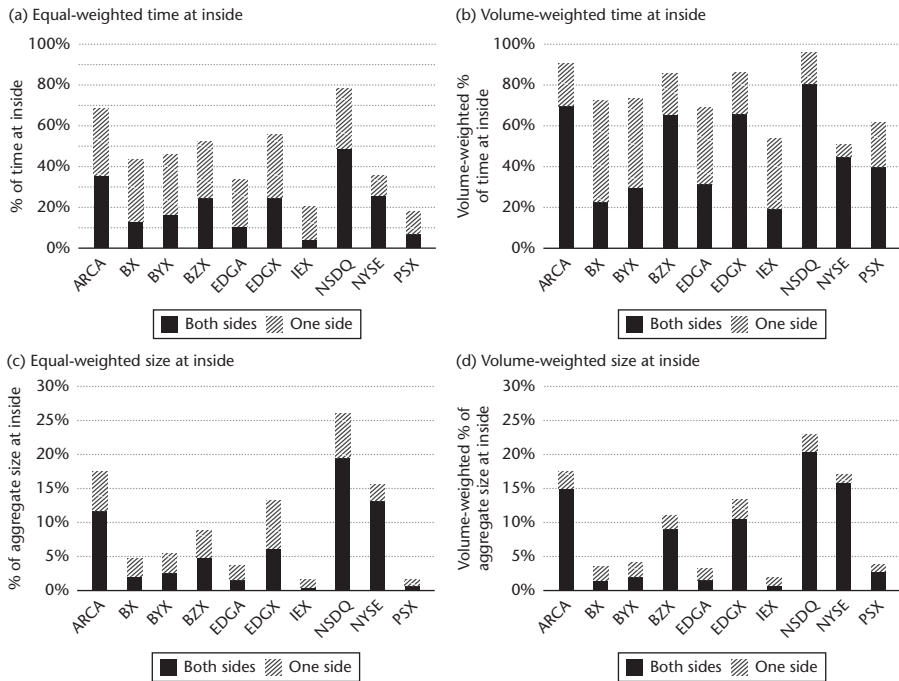 (a) Equal-weighted time at inside
% of time at inside
100%
80%
60%
40%
20%
0%
ARCA
BX
BYX
BZX
EDGA
EDGX
IEX
NSDQ
NYSE
PSX
Both sides One side
(b) Volume-weighted time at inside
Volume-weighted %
of time at inside
100%
80%
60%
40%
20%
0%
ARCA
BX
BYX
BZX
EDGA
EDGX
IEX
NSDQ
NYSE
PSX
Both sides One side
(c) Equal-weighted size at inside
% of aggregate size at inside
30%
25%
20%
15%
10%
5%
0%
ARCA
BX
BYX
BZX
EDGA
EDGX
IEX
NSDQ
NYSE
PSX
Both sides One side
(d) Volume-weighted size at inside
Volume-weighted % of
aggregate size at inside
30%
25%
20%
15%
10%
5%
0%
ARCA
BX
BYX
BZX
EDGA
EDGX
IEX
NSDQ
NYSE
PSX
Both sides One side